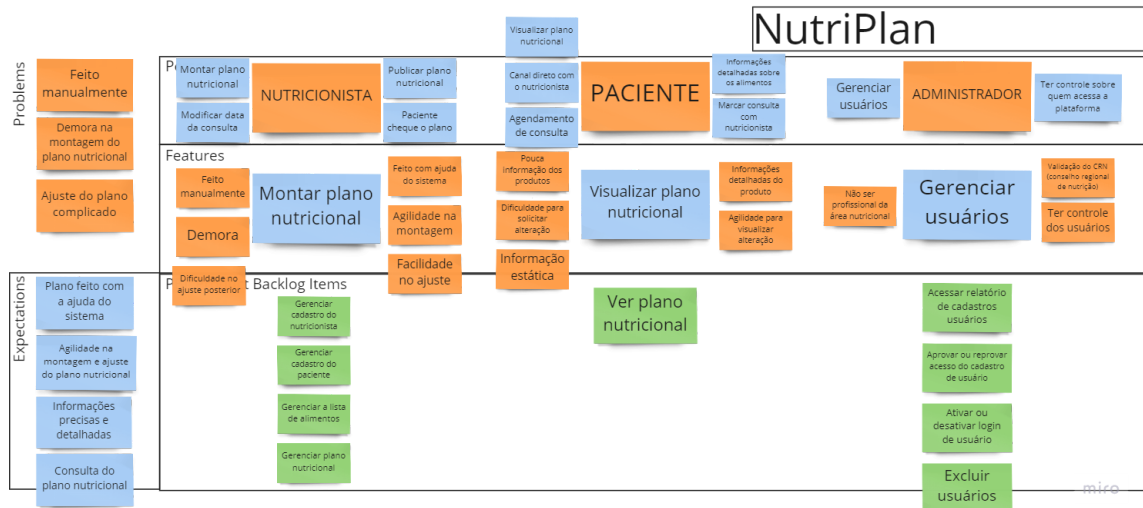 NutriPlan
Problems
Feito
manualmente
Demora na
montagem do
plano nutricional
Ajuste do plano
complicado
Montar plano
nutricional
Modificar data
da consulta
NUTRICIONISTA
Publicar plano
nutricional
Paciente
cheque o plano
Visualizar plano
nutricional
Canal direto com
o nutricionista
Agendamento
de consulta
PACIENTE
Informações
detalhadas sobre
os alimentos
Marcar consulta
com
nutricionista
Gerenciar
usuários
ADMINISTRADOR
Ter controle sobre
quem acessa a
plataforma
Features
Feito
manualmente
Demora
Dificuldade no
ajuste posterior
Montar plano
nutricional
Feito com ajuda
do sistema
Agilidade na
montagem
Facilidade
no ajuste
Pouca
informação dos
produtos
Dificuldade para
solicitar
alteração
Informação
estática
Visualizar plano
nutricional
Informações
detalhadas do
produto
Agilidade para
visualizar
alteração
Não ser
profissional da
área nutricional
Gerenciar
usuários
Validação do CRN
(conselho regional
de nutrição)
Ter controle
dos usuários
Expectations
Plano feito com
a ajuda do
sistema
Agilidade na
montagem e ajuste
do plano nutricional
Informações
precisas e
detalhadas
Consulta do
plano nutricional
Backlog Items
Gerenciar
cadastro do
nutricionista
Gerenciar
cadastro do
paciente
Gerenciar a lista
de alimentos
Gerenciar plano
nutricional
Ver plano
nutricional
Acessar relatório
de cadastros
usuários
Aprovar ou reprovar
acesso do cadastro
de usuário
Ativar ou
desativar login
de usuário
Excluir
usuários
miro